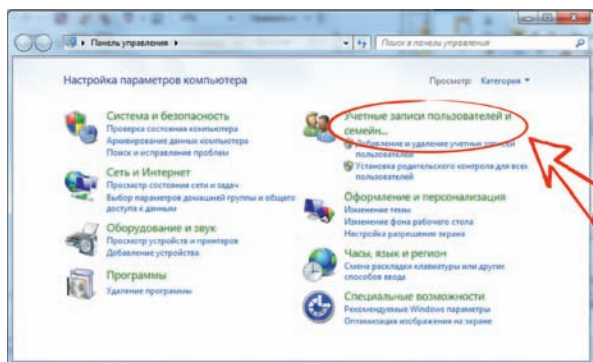 Панель управления
Поиск в панели управления
Настройка параметров компьютера
Просмотр: Категория
Система и безопасность
Проверка состояния компьютера
Архивирование данных компьютера
Поиск и исправление проблем
Сеть и Интернет
Просмотр состояния сети и задач
Выбор параметров домашней группы и общего
доступа к данным
Оборудование и звук
Просмотр устройств и принтеров
Добавление устройства
Программы
Удаление программы
Учетные записи пользователей и
семейн...
Добавление и удаление учетных записей
пользователей
Установка родительского контроля для всех
пользователей
Оформление и персонализация
Изменение темы
Изменение фона рабочего стола
Настройка разрешения экрана
Часы, язык и регион
Смена раскладки клавиатуры или других
способов ввода
Специальные возможности
Рекомендуемые Windows параметры
Оптимизация изображения на экране